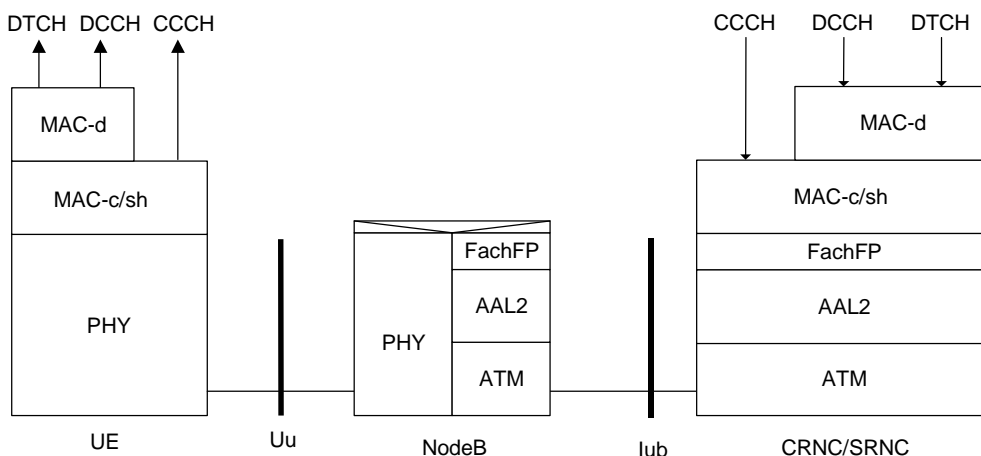 DTCH DCCH CCCH
CCCH DCCH DTCH
MAC-d
MAC-d
MAC-c/sh
MAC-c/sh
FachFP
FachFP
PHY
PHY
AAL2
AAL2
ATM
ATM
UE
Uu
NodeB
Iub
CRNC/SRNC